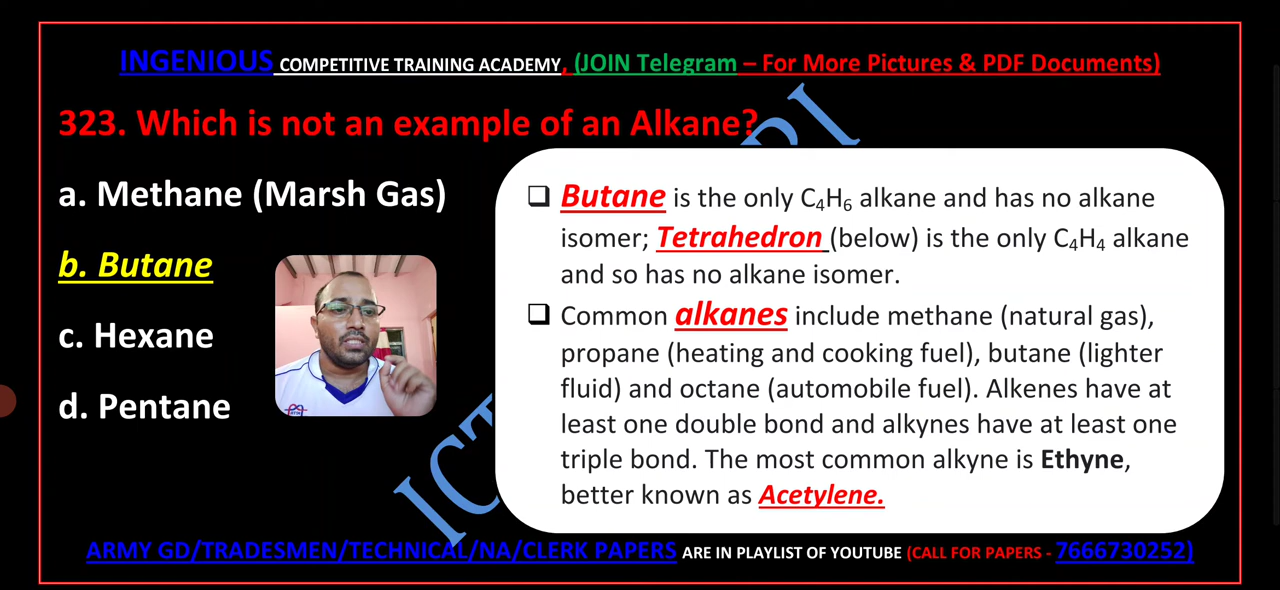 INGENIOUS COMPETITIVE TRAINING ACADEMY, (JOIN Telegram – For More Pictures & PDF Documents)
323. Which is not an example of an Alkane?
a. Methane (Marsh Gas)
b. Butane
c. Hexane
d. Pentane
❑ Butane is the only C₄H₆ alkane and has no alkane
isomer; Tetrahedron (below) is the only C₄H₄ alkane
and so has no alkane isomer.
❑ Common alkanes include methane (natural gas),
propane (heating and cooking fuel), butane (lighter
fluid) and octane (automobile fuel). Alkenes have at
least one double bond and alkynes have at least one
triple bond. The most common alkyne is Ethyne,
better known as Acetylene.
ARMY GD/TRADESMEN/TECHNICAL/NA/CLERK PAPERS ARE IN PLAYLIST OF YOUTUBE (CALL FOR PAPERS - 7666730252)